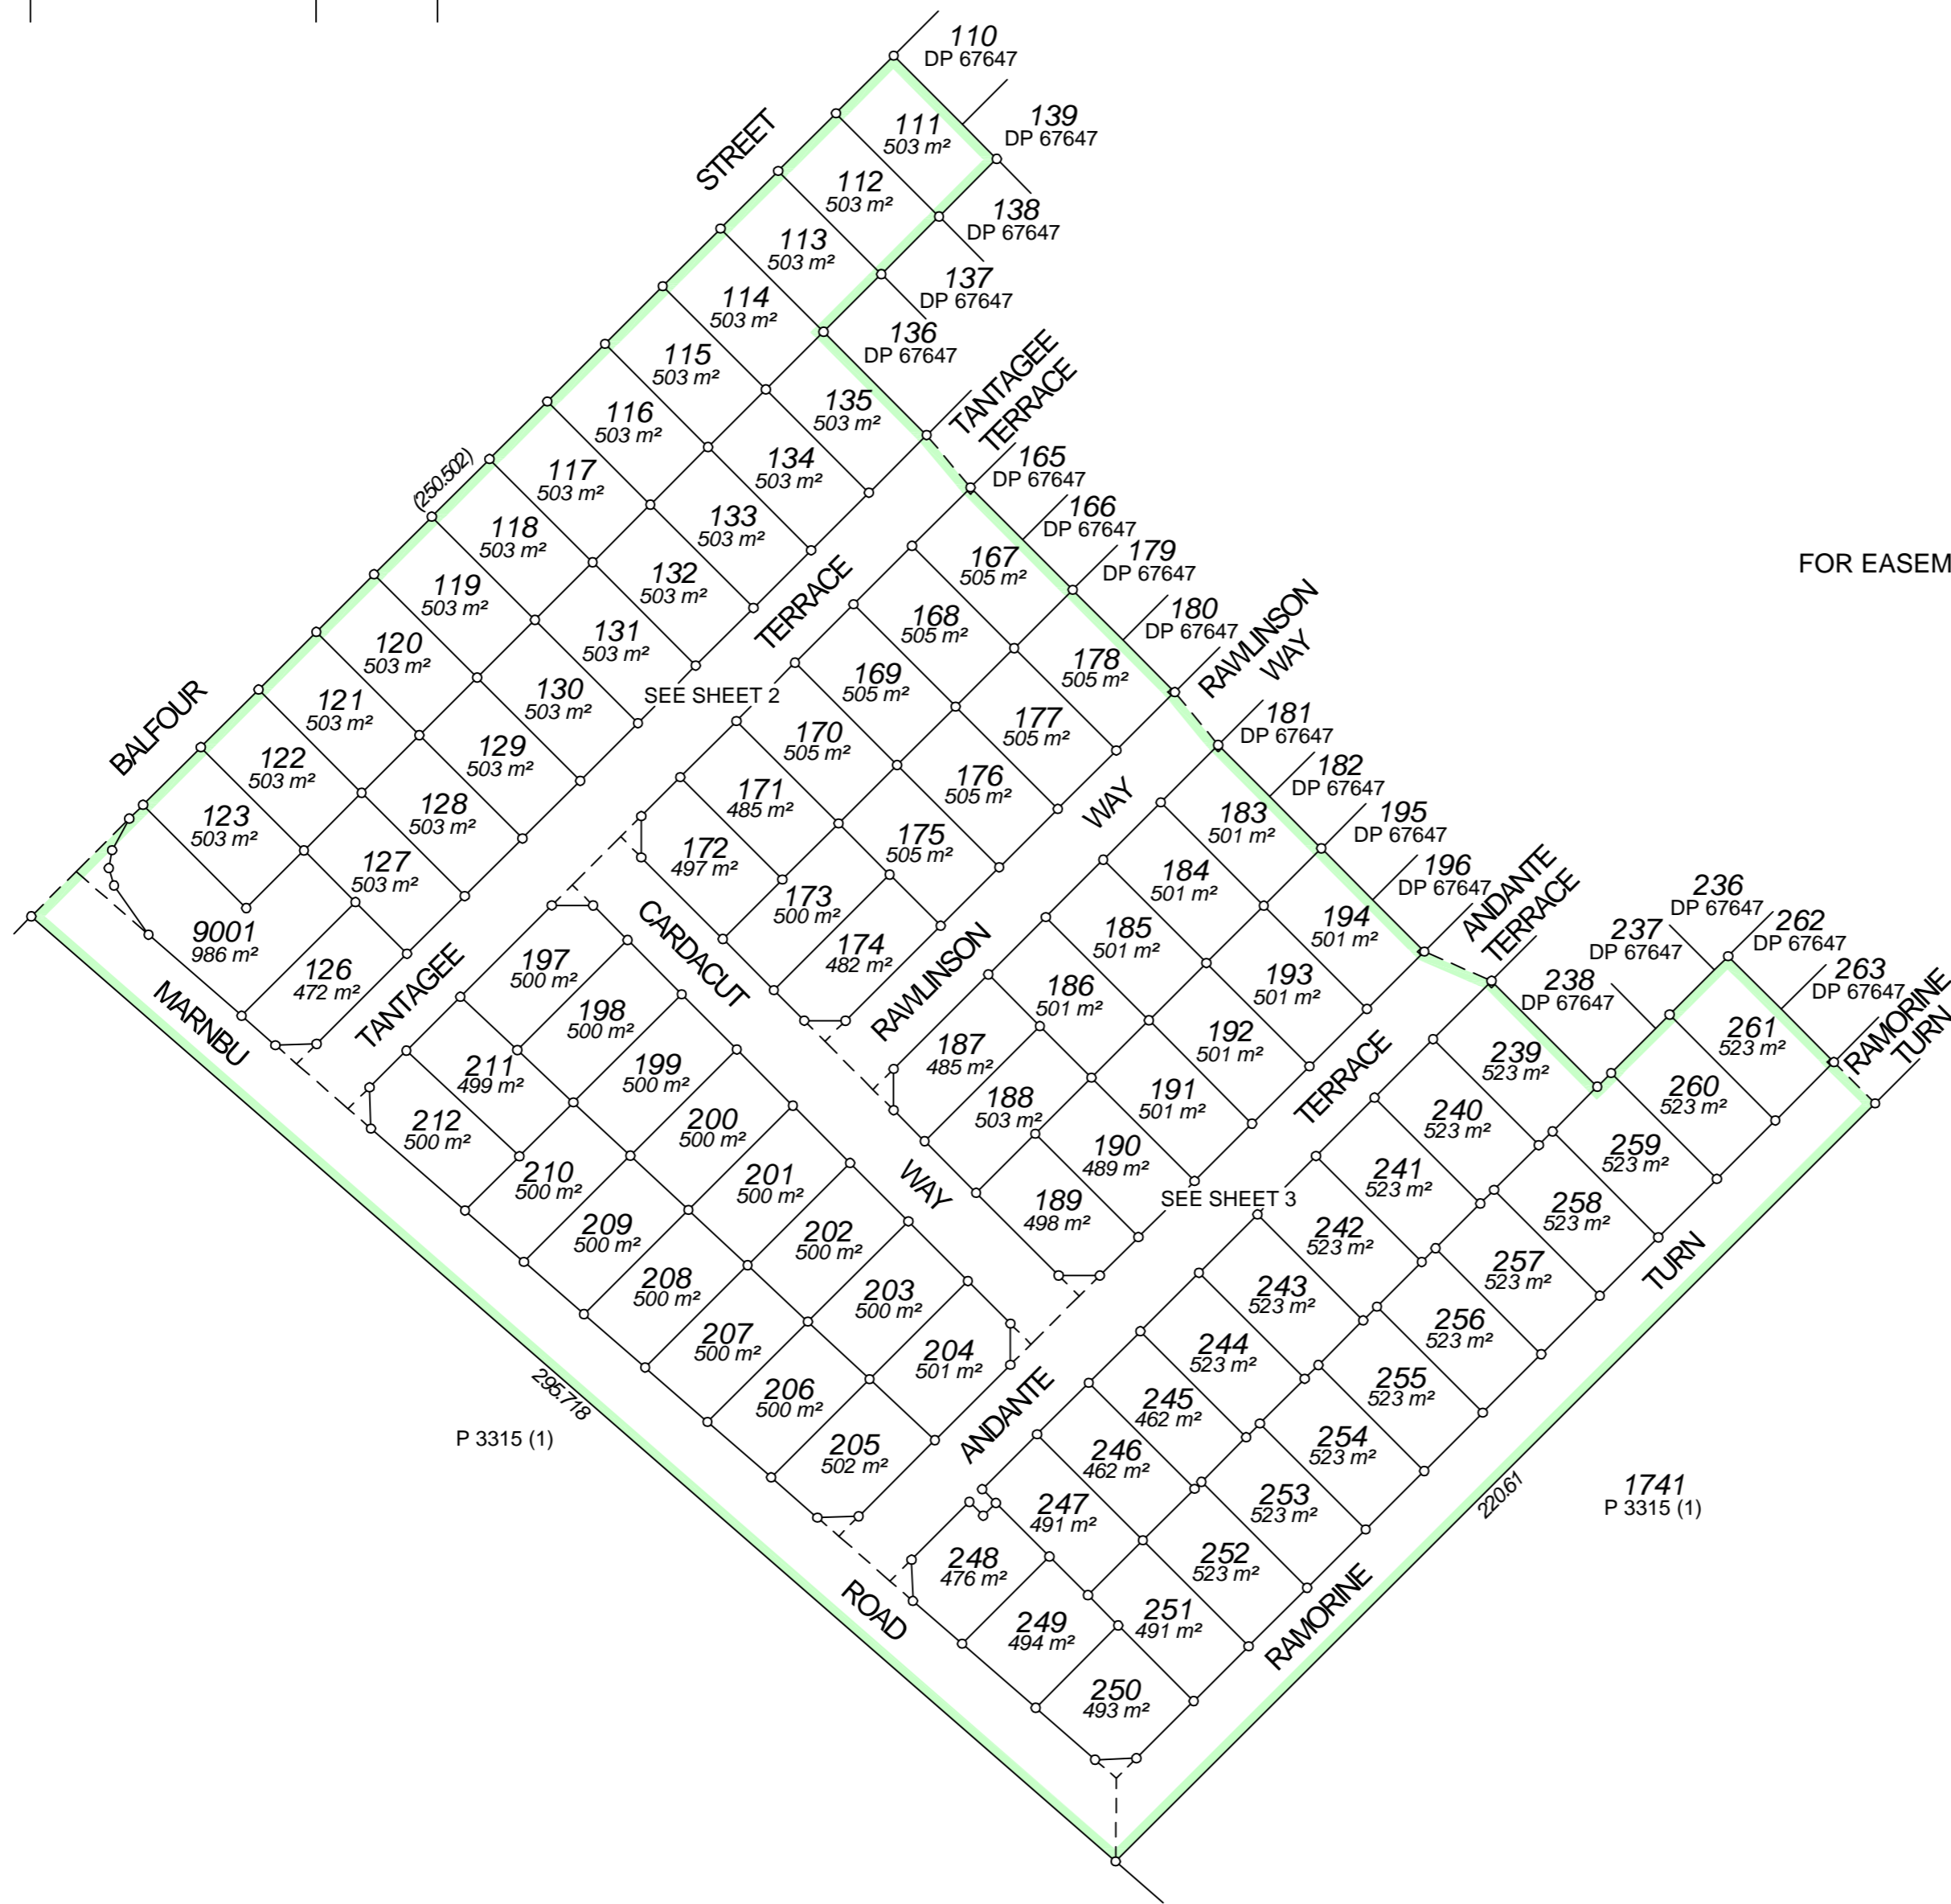 110
DP 67647
139
DP 67647
STREET
111
503 m²
112
503 m²
138
DP 67647
113
503 m²
137
DP 67647
114
503 m²
136
DP 67647
TANTAGEE
TERRACE
115
503 m²
135
503 m²
116
503 m²
134
503 m²
165
DP 67647
(250.502)
117
503 m²
133
503 m²
166
DP 67647
118
503 m²
132
503 m²
167
505 m²
179
DP 67647
FOR EASEM
119
503 m²
131
503 m²
TERRACE
168
505 m²
180
DP 67647
RAWLINSON
WAY
120
503 m²
130
503 m²
SEE SHEET 2
169
505 m²
178
505 m²
BALFOUR
121
503 m²
129
503 m²
170
505 m²
177
505 m²
181
DP 67647
122
503 m²
128
503 m²
171
485 m²
176
505 m²
WAY
182
DP 67647
123
503 m²
127
503 m²
172
497 m²
175
505 m²
183
501 m²
195
DP 67647
9001
986 m²
126
472 m²
173
500 m²
174
482 m²
184
501 m²
196
DP 67647
ANDANTE
TERRACE
236
DP 67647
MARNBU
TANTAGEE
197
500 m²
CARDACUT
RAWLINSON
185
501 m²
194
501 m²
237
DP 67647
262
DP 67647
198
500 m²
186
501 m²
193
501 m²
238
DP 67647
263
DP 67647
RAMORINE
TURN
211
499 m²
199
500 m²
187
485 m²
192
501 m²
239
523 m²
261
523 m²
212
500 m²
200
500 m²
188
503 m²
191
501 m²
TERRACE
240
523 m²
260
523 m²
210
500 m²
201
500 m²
WAY
190
489 m²
241
523 m²
259
523 m²
209
500 m²
202
500 m²
189
498 m²
SEE SHEET 3
242
523 m²
258
523 m²
208
500 m²
203
500 m²
243
523 m²
257
523 m²
TURN
207
500 m²
204
501 m²
244
523 m²
256
523 m²
295.718
206
500 m²
ANDANTE
245
462 m²
255
523 m²
P 3315 (1)
205
502 m²
246
462 m²
254
523 m²
247
491 m²
253
523 m²
220.61
1741
P 3315 (1)
ROAD
248
476 m²
252
523 m²
249
494 m²
251
491 m²
RAMORINE
250
493 m²